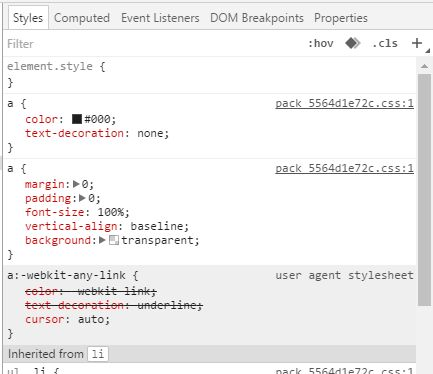 Styles Computed Event Listeners DOM Breakpoints Properties
Filter :hov .cls +
element.style {
}
a { pack_5564d1e72c.css:1
color: #000;
text-decoration: none;
}
a { pack_5564d1e72c.css:1
margin: 0;
padding: 0;
font-size: 100%;
vertical-align: baseline;
background: transparent;
}
a:-webkit-any-link { user agent stylesheet
color: -webkit-link;
text-decoration: underline;
cursor: auto;
}
Inherited from li
ul, li { pack_5564d1e72c.css:1